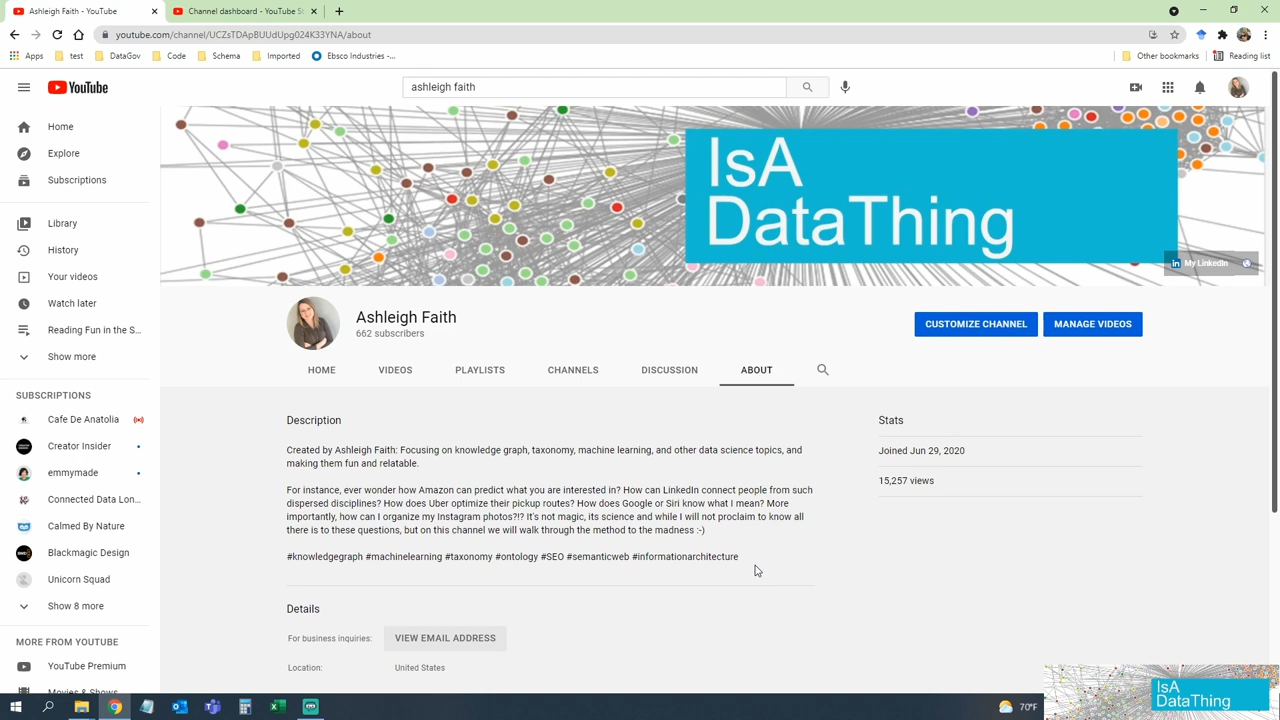 Ashleigh Faith - YouTube
Channel dashboard - YouTube S
youtube.com/channel/UCZsTDApBUUdUpg024K33YNA/about
Apps test DataGov Code Schema Imported Ebsco Industries –... Other bookmarks Reading list
YouTube
ashleigh faith
Home
Explore
Subscriptions
Library
History
Your videos
Watch later
Reading Fun in the S...
Show more
SUBSCRIPTIONS
Cafe De Anatolia
Creator Insider
emmymade
Connected Data Lon...
Calmed By Nature
Blackmagic Design
Unicorn Squad
Show 8 more
MORE FROM YOUTUBE
YouTube Premium
Movies & Shows
IsA
DataThing
My LinkedIn
Ashleigh Faith
662 subscribers
CUSTOMIZE CHANNEL
MANAGE VIDEOS
HOME VIDEOS PLAYLISTS CHANNELS DISCUSSION ABOUT
Description
Created by Ashleigh Faith: Focusing on knowledge graph, taxonomy, machine learning, and other data science topics, and
making them fun and relatable.
For instance, ever wonder how Amazon can predict what you are interested in? How can LinkedIn connect people from such
dispersed disciplines? How does Uber optimize their pickup routes? How does Google or Siri know what I mean? More
importantly, how can I organize my Instagram photos?!? It's not magic, its science and while I will not proclaim to know all
there is to these questions, but on this channel we will walk through the method to the madness :-)
#knowledgegraph #machinelearning #taxonomy #ontology #SEO #semanticweb #informationarchitecture
Stats
Joined Jun 29, 2020
15,257 views
Details
For business inquiries: VIEW EMAIL ADDRESS
Location: United States
70°F
IsA
DataThing